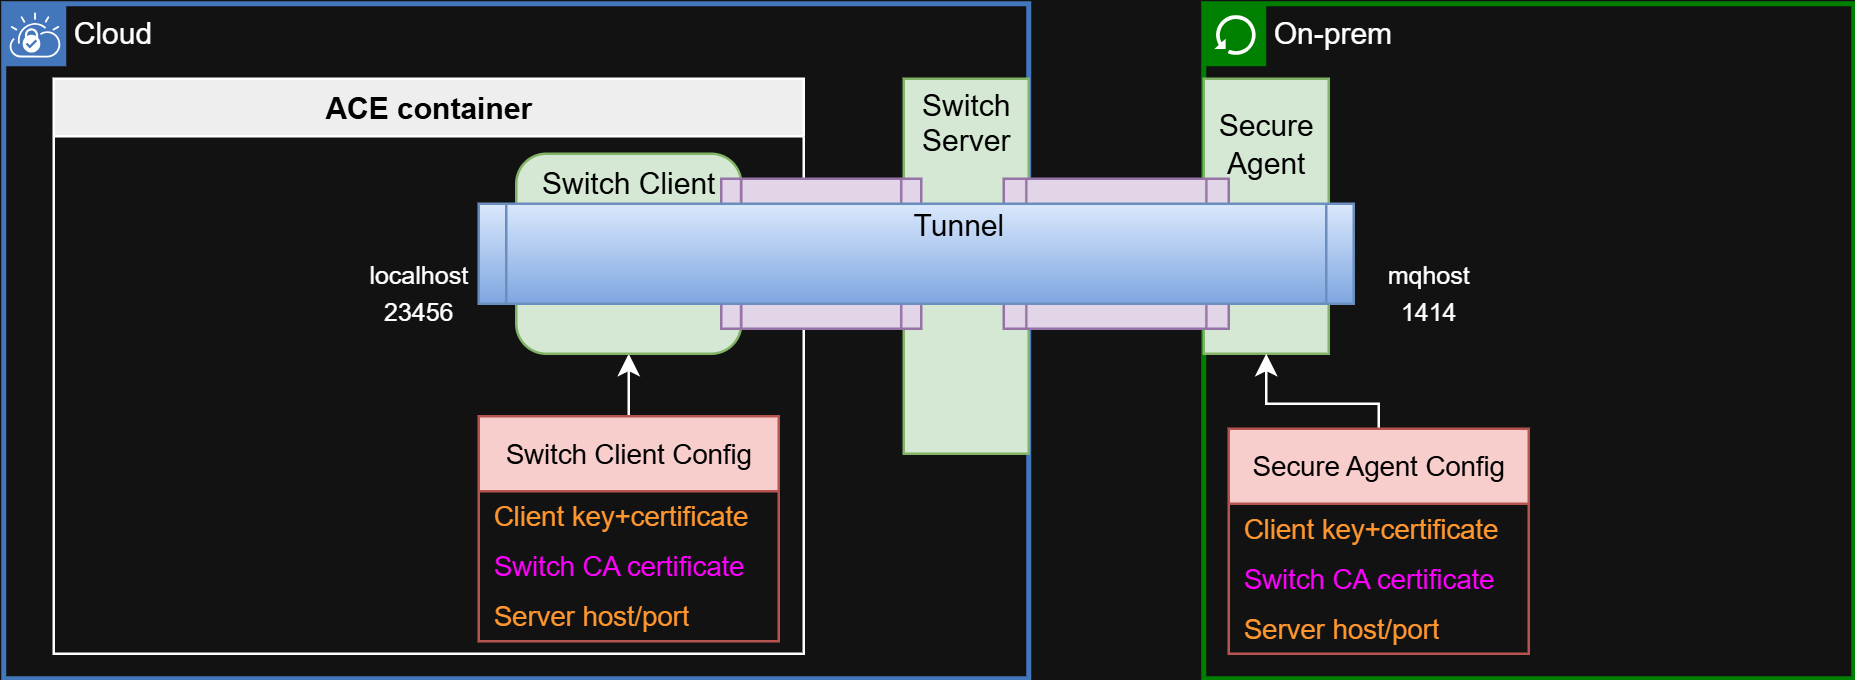 Cloud
On-prem
ACE container
Switch
Server
Secure
Agent
Switch Client
Tunnel
localhost
23456
mqhost
1414
Switch Client Config
Client key+certificate
Switch CA certificate
Server host/port
Secure Agent Config
Client key+certificate
Switch CA certificate
Server host/port